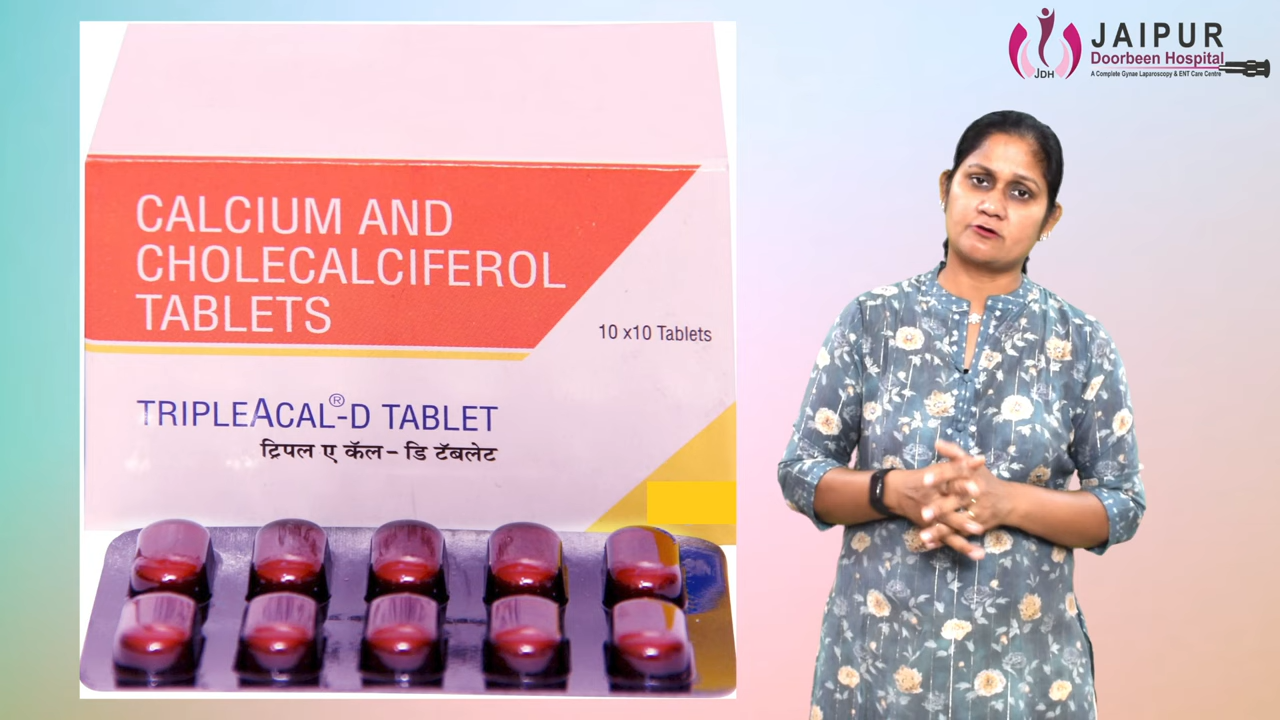 JAIPUR
Doorbeen Hospital
A Complete Gynae Laparoscopy & ENT Care Centre
JDH
CALCIUM AND
CHOLECALCIFEROL
TABLETS
10 x10 Tablets
TRIPLEACAL®-D TABLET
ट्रिपल ए कॅल - डि टॅबलेट